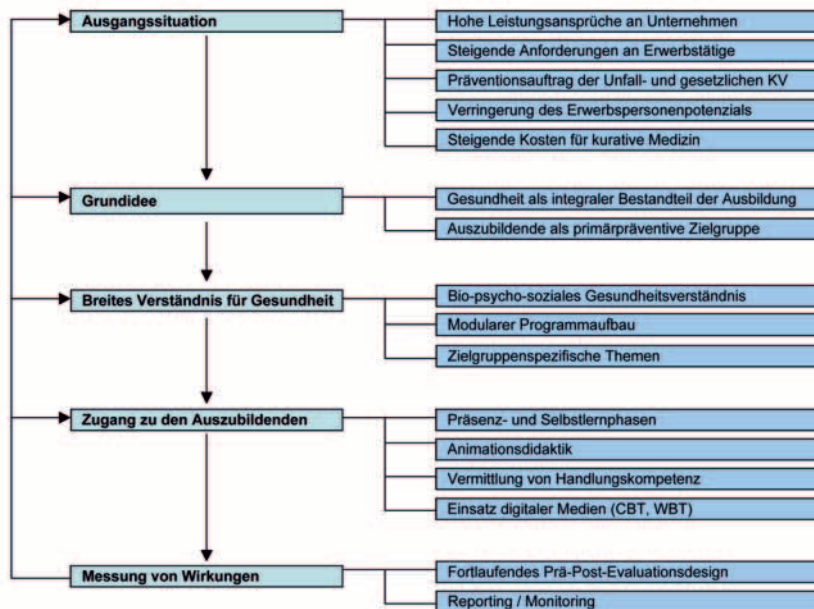 Ausgangssituation
Hohe Leistungsansprüche an Unternehmen
Steigende Anforderungen an Erwerbstätige
Präventionsauftrag der Unfall- und gesetzlichen KV
Verringerung des Erwerbspersonenpotenzials
Steigende Kosten für kurative Medizin
Grundidee
Gesundheit als integraler Bestandteil der Ausbildung
Auszubildende als primärpräventive Zielgruppe
Breites Verständnis für Gesundheit
Bio-psycho-soziales Gesundheitsverständnis
Modularer Programmaufbau
Zielgruppenspezifische Themen
Zugang zu den Auszubildenden
Präsenz- und Selbstlernphasen
Animationsdidaktik
Vermittlung von Handlungskompetenz
Einsatz digitaler Medien (CBT, WBT)
Messung von Wirkungen
Fortlaufendes Prä-Post-Evaluationsdesign
Reporting / Monitoring